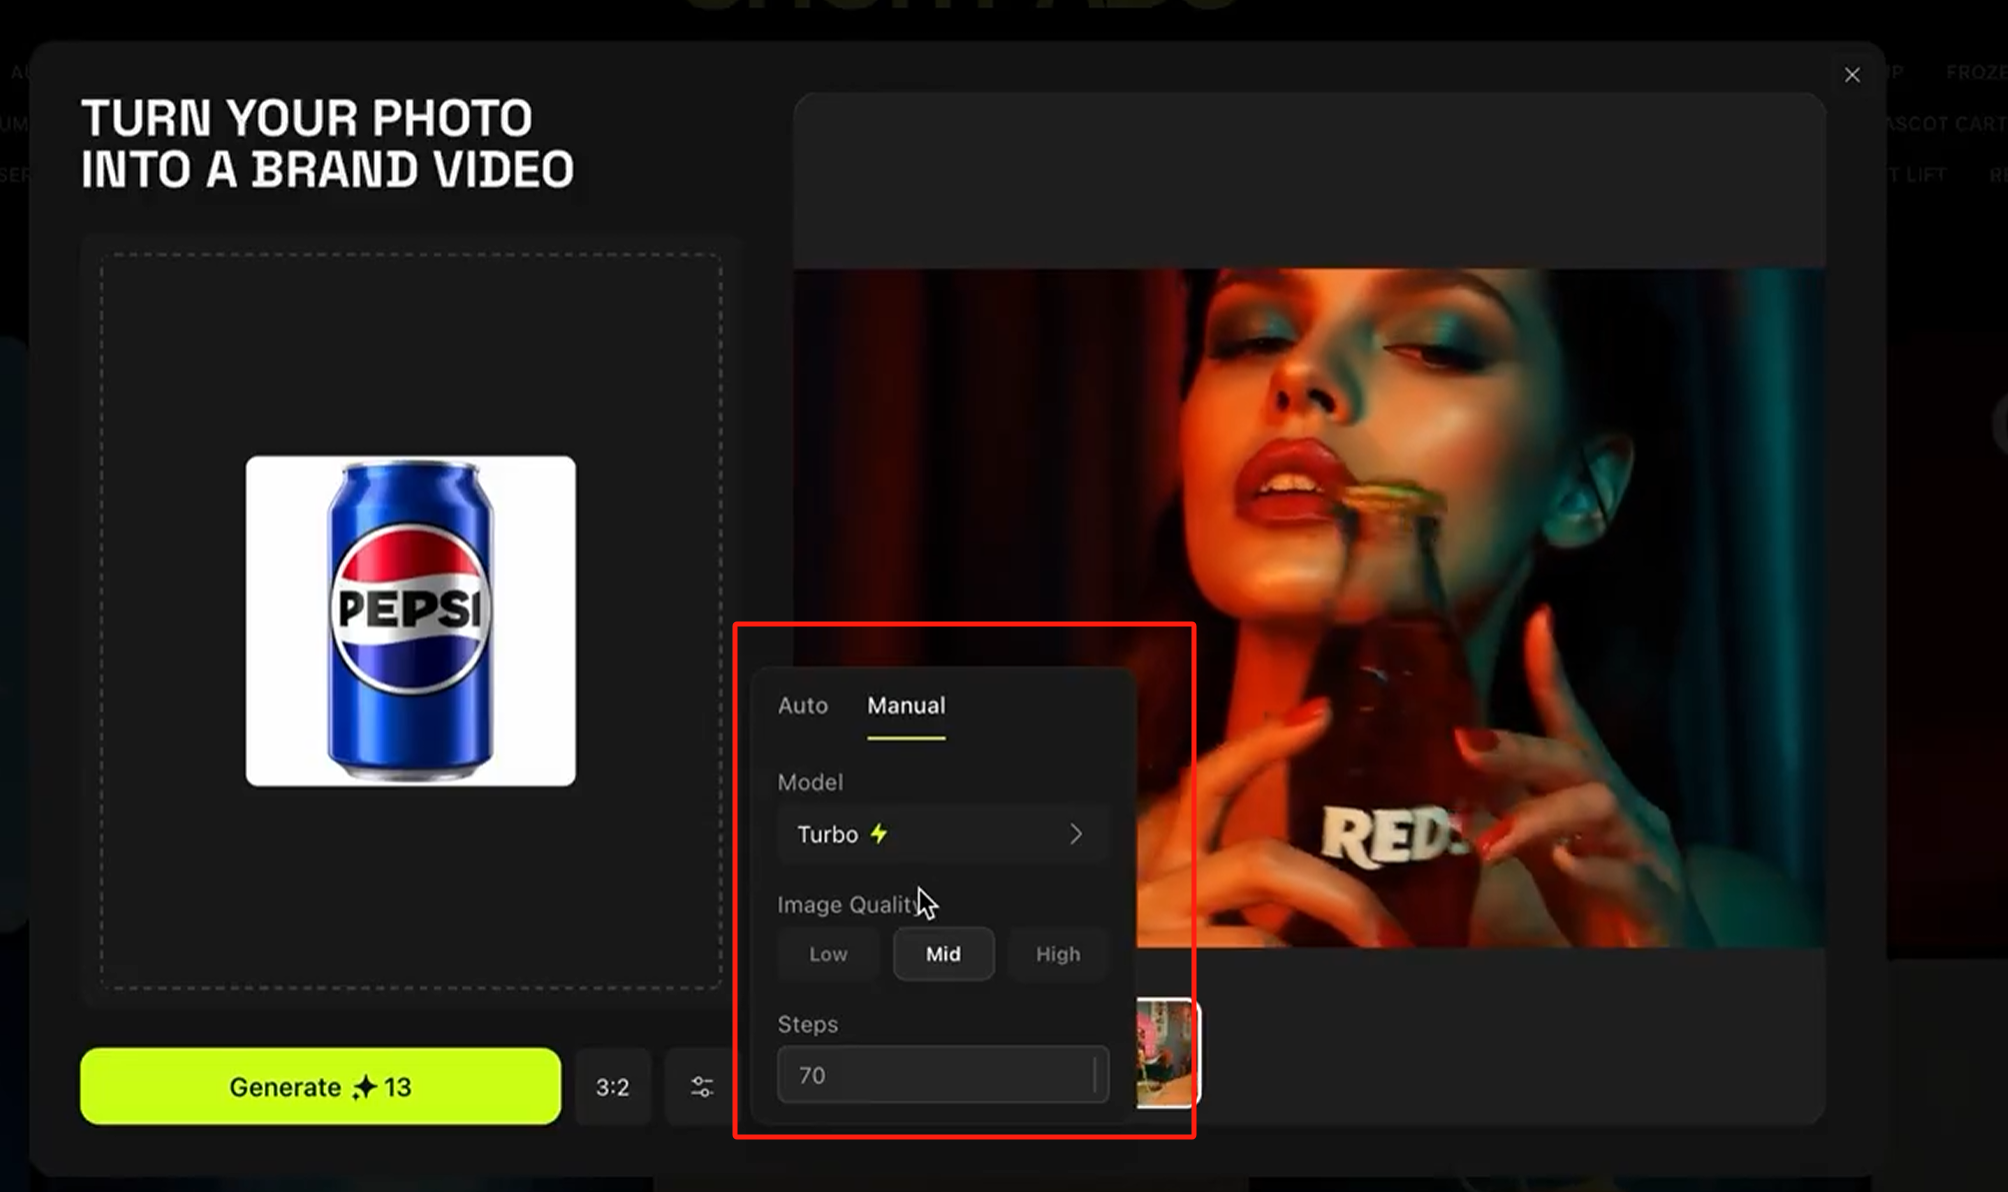 TURN YOUR PHOTO
INTO A BRAND VIDEO
PEPSI
Auto Manual
Model
Turbo
Image Quality
Low Mid High
Steps
70
Generate 13
3:2
RED
FROZE
ASCOT CART
T LIFT